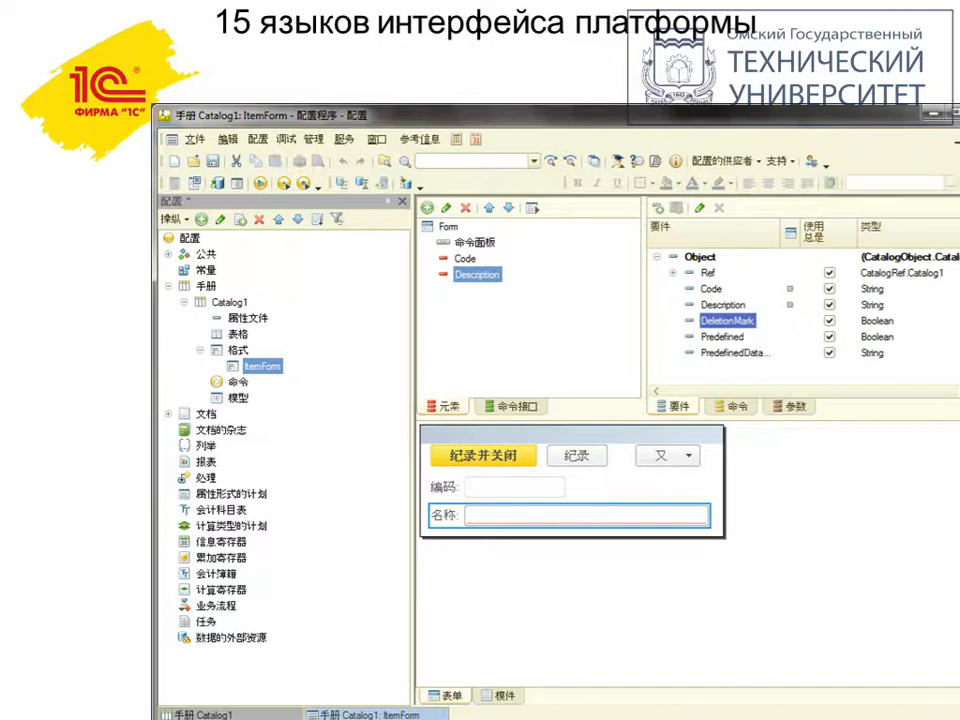 15 языков интерфейса платформы
Омский Государственный
ТЕХНИЧЕСКИЙ
УНИВЕРСИТЕТ
1С®
ФИРМА "1С"
手册 Catalog1: ItemForm - 配置程序 - 配置
文件 编辑 配置 调试 管理 服务 窗口 参考信息
配置的供应者 支持
B I U
配置 *
操纵
配置
公共
常量
手册
Catalog1
属性文件
表格
格式
ItemForm
命令
模型
文档
文档的杂志
列举
报表
处理
属性形式的计划
会计科目表
计算类型的计划
信息寄存器
累加寄存器
会计簿籍
计算寄存器
业务流程
任务
数据的外部资源
Form
命令面板
Code
Description
元素 命令接口
要件 使用总是 类型
Object (CatalogObject.Catal
Ref CatalogRef.Catalog1
Code String
Description String
DeletionMark Boolean
Predefined Boolean
PredefinedData... String
要件 命令 参数
纪录并关闭 纪录 又
编码:
名称:
表单 模件
手册 Catalog1 手册 Catalog1: ItemForm